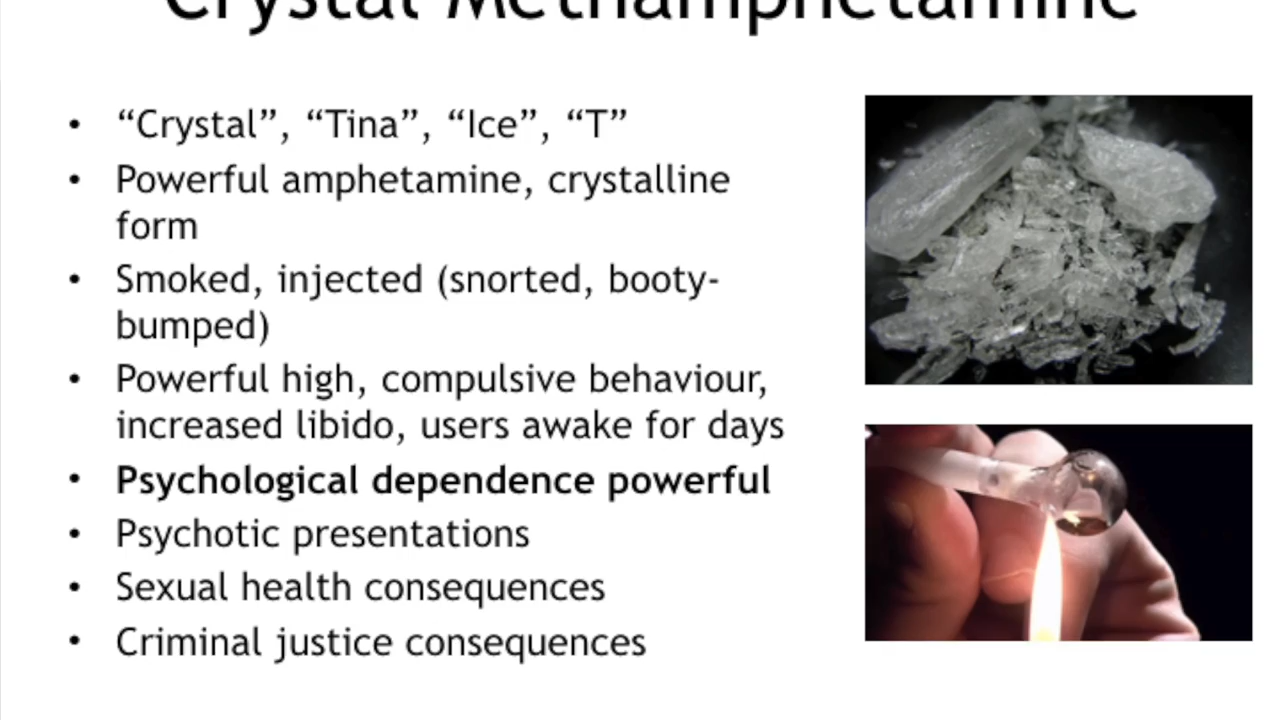 Crystal Methamphetamine
• “Crystal”, “Tina”, “Ice”, “T”
• Powerful amphetamine, crystalline
form
• Smoked, injected (snorted, booty-
bumped)
• Powerful high, compulsive behaviour,
increased libido, users awake for days
• Psychological dependence powerful
• Psychotic presentations
• Sexual health consequences
• Criminal justice consequences